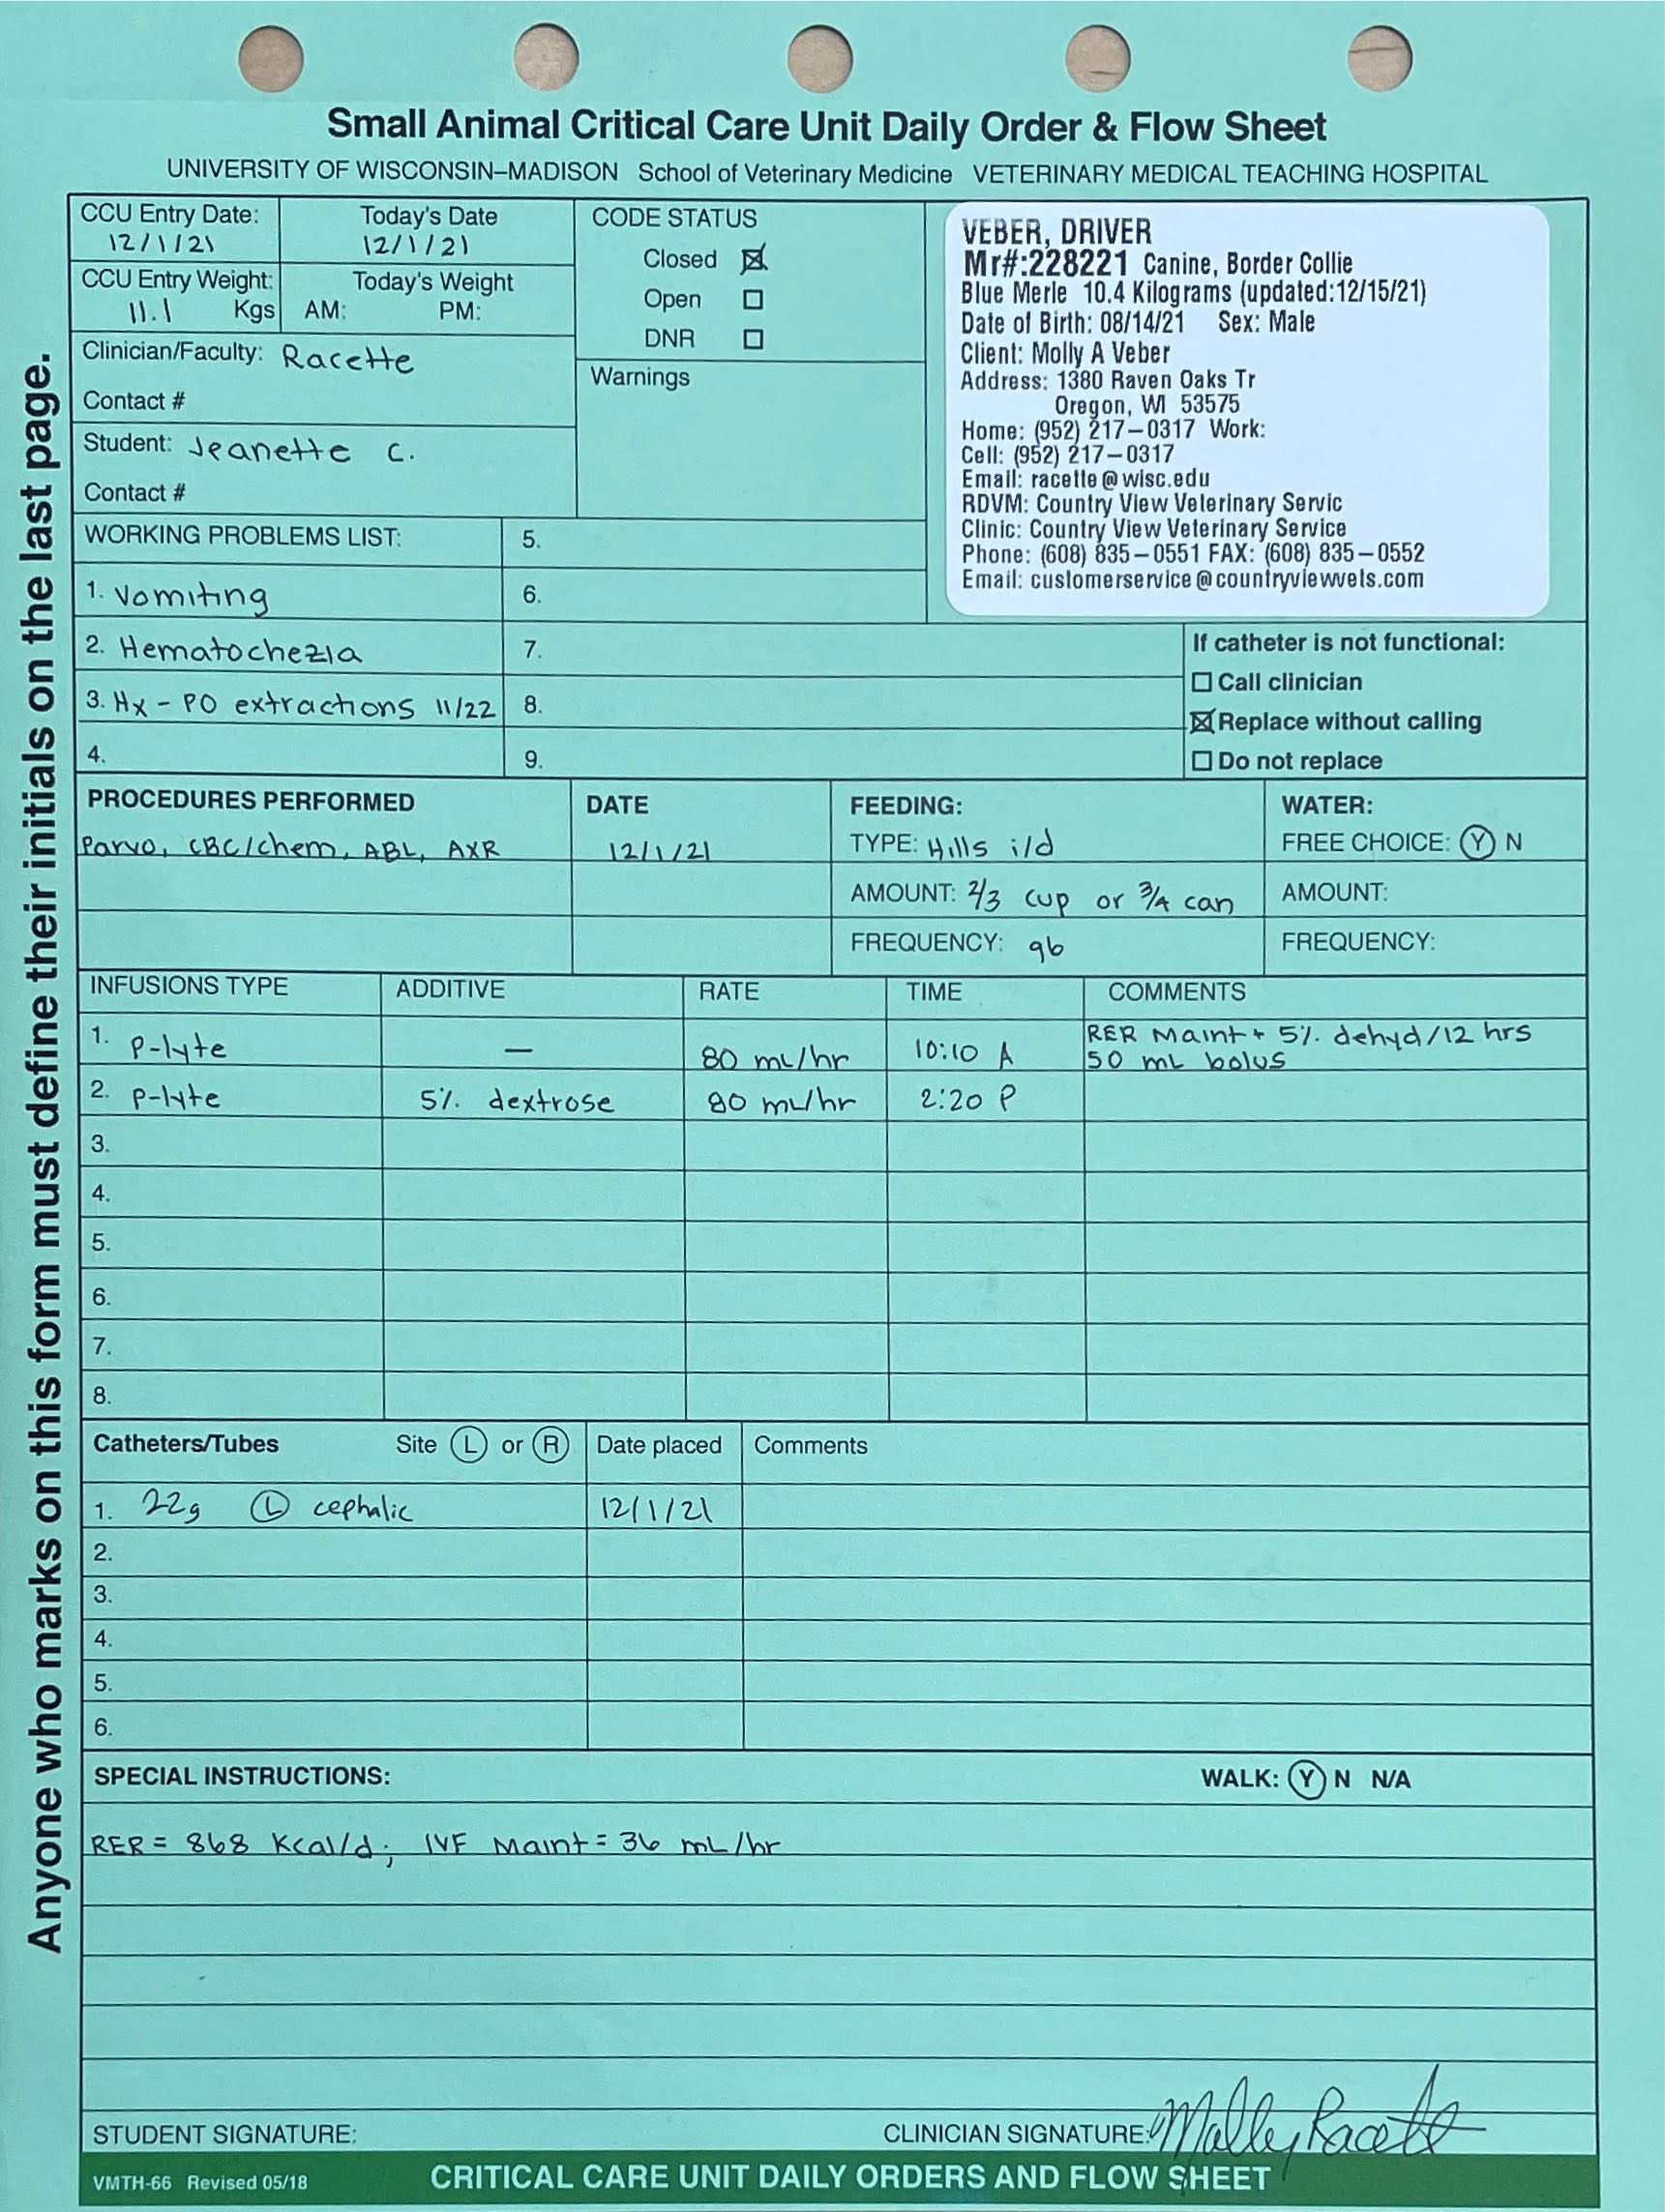 Small Animal Critical Care Unit Daily Order & Flow Sheet
UNIVERSITY OF WISCONSIN–MADISON School of Veterinary Medicine VETERINARY MEDICAL TEACHING HOSPITAL
Anyone who marks on this form must define their initials on the last page.
CCU Entry Date: 12/1/21
Today's Date 12/1/21
CCU Entry Weight: 11.1 Kgs
Today's Weight
AM: PM:
Clinician/Faculty: Racette
Contact #
Student: Jeanette C.
Contact #
CODE STATUS
Closed ☒
Open ☐
DNR ☐
Warnings
VEBER, DRIVER
Mr#:228221 Canine, Border Collie
Blue Merle 10.4 Kilograms (updated:12/15/21)
Date of Birth: 08/14/21 Sex: Male
Client: Molly A Veber
Address: 1380 Raven Oaks Tr
Oregon, WI 53575
Home: (952) 217-0317 Work:
Cell: (952) 217-0317
Email: racette@wisc.edu
RDVM: Country View Veterinary Servic
Clinic: Country View Veterinary Service
Phone: (608) 835-0551 FAX: (608) 835-0552
Email: customerservice@countryviewvets.com
WORKING PROBLEMS LIST:
1. Vomiting
2. Hematochezia
3. Hx - PO extractions 11/22
4.
5.
6.
7.
8.
9.
If catheter is not functional:
☐ Call clinician
☒ Replace without calling
☐ Do not replace
PROCEDURES PERFORMED DATE
Parvo, CBC/chem, ABL, AXR 12/1/21
FEEDING:
TYPE: Hills i/d
AMOUNT: 2/3 cup or 3/4 can
FREQUENCY: q6
WATER:
FREE CHOICE: Y N
AMOUNT:
FREQUENCY:
INFUSIONS TYPE ADDITIVE RATE TIME COMMENTS
1. P-lyte — 80 mL/hr 10:10 A RER Maint + 5% dehyd/12 hrs
50 mL bolus
2. P-lyte 5% dextrose 80 mL/hr 2:20 P
3.
4.
5.
6.
7.
8.
Catheters/Tubes Site L or R Date placed Comments
1. 22g L cephalic 12/1/21
2.
3.
4.
5.
6.
SPECIAL INSTRUCTIONS: WALK: Y N N/A
RER = 868 Kcal/d; IVF Maint = 36 mL/hr
STUDENT SIGNATURE: CLINICIAN SIGNATURE: Molly Racette
VMTH-66 Revised 05/18 CRITICAL CARE UNIT DAILY ORDERS AND FLOW SHEET